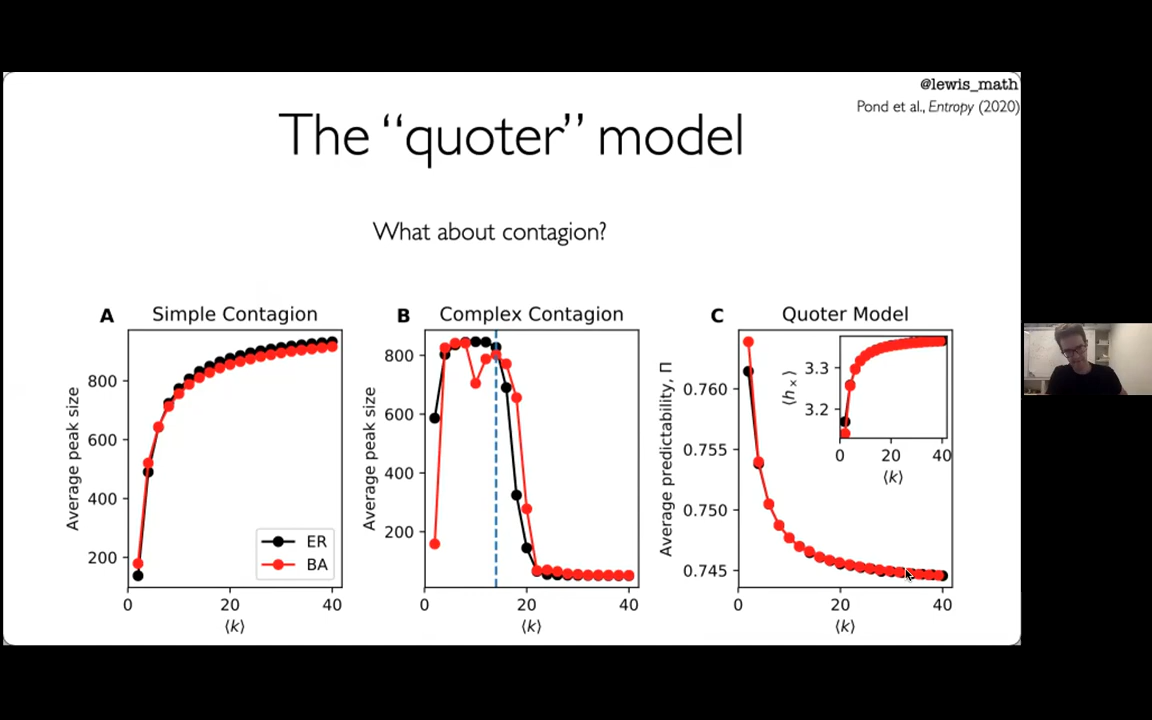 @lewis_math
Pond et al., Entropy (2020)
The “quoter” model
What about contagion?
A Simple Contagion
Average peak size
800
600
400
200
0 20 40
⟨k⟩
ER
BA
B Complex Contagion
Average peak size
800
600
400
200
0 20 40
⟨k⟩
C Quoter Model
Average predictability, Π
0.760
0.755
0.750
0.745
0 20 40
⟨k⟩
⟨h×⟩
3.3
3.2
0 20 40
⟨k⟩